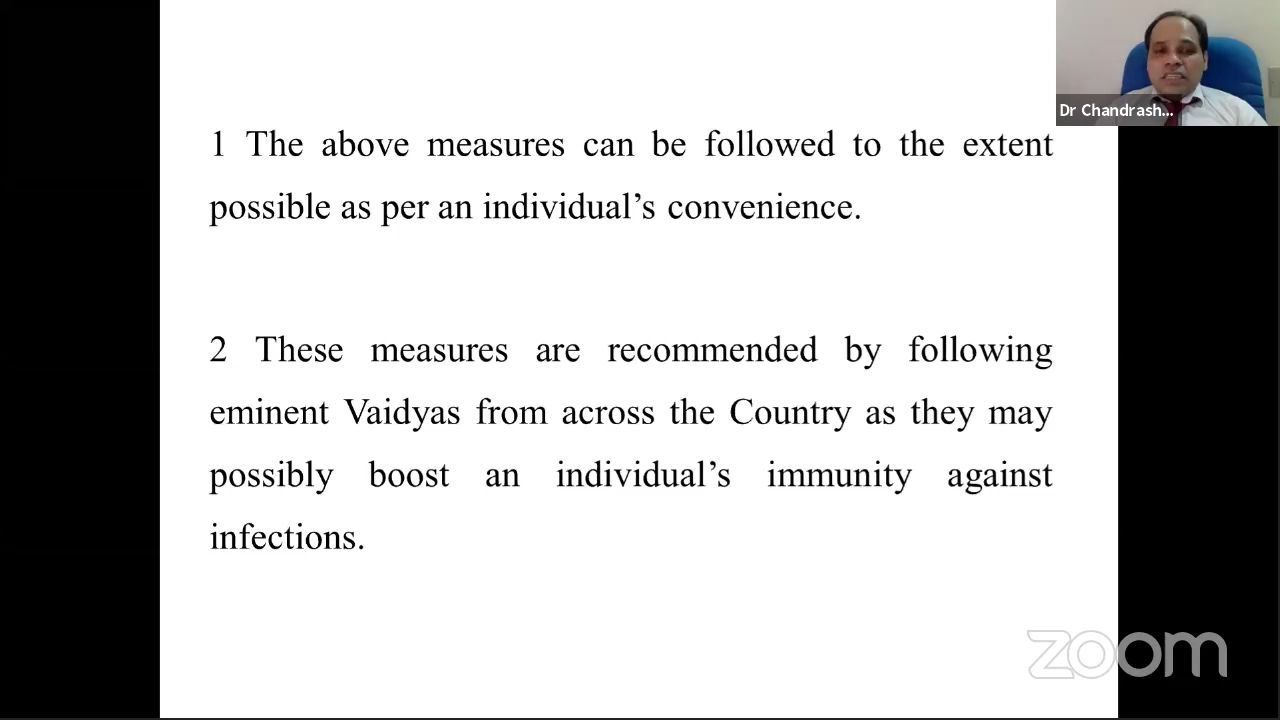 Dr Chandrash...
1 The above measures can be followed to the extent
possible as per an individual’s convenience.
2 These measures are recommended by following
eminent Vaidyas from across the Country as they may
possibly boost an individual’s immunity against
infections.
zoom